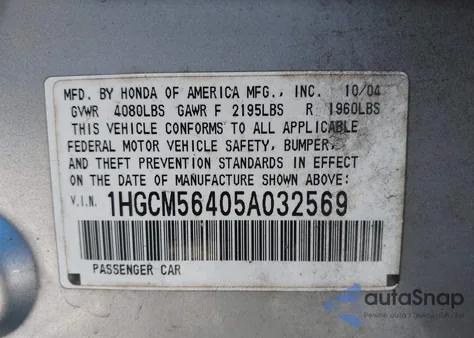 MFD. BY HONDA OF AMERICA MFG., INC. 10/04
GVWR 4080LBS GAWR F 2195LBS R 1960LBS
THIS VEHICLE CONFORMS TO ALL APPLICABLE
FEDERAL MOTOR VEHICLE SAFETY, BUMPER,
AND THEFT PREVENTION STANDARDS IN EFFECT
ON THE DATE OF MANUFACTURE SHOWN ABOVE.
V.I.N. 1HGCM56405A032569
PASSENGER CAR
autaSnap